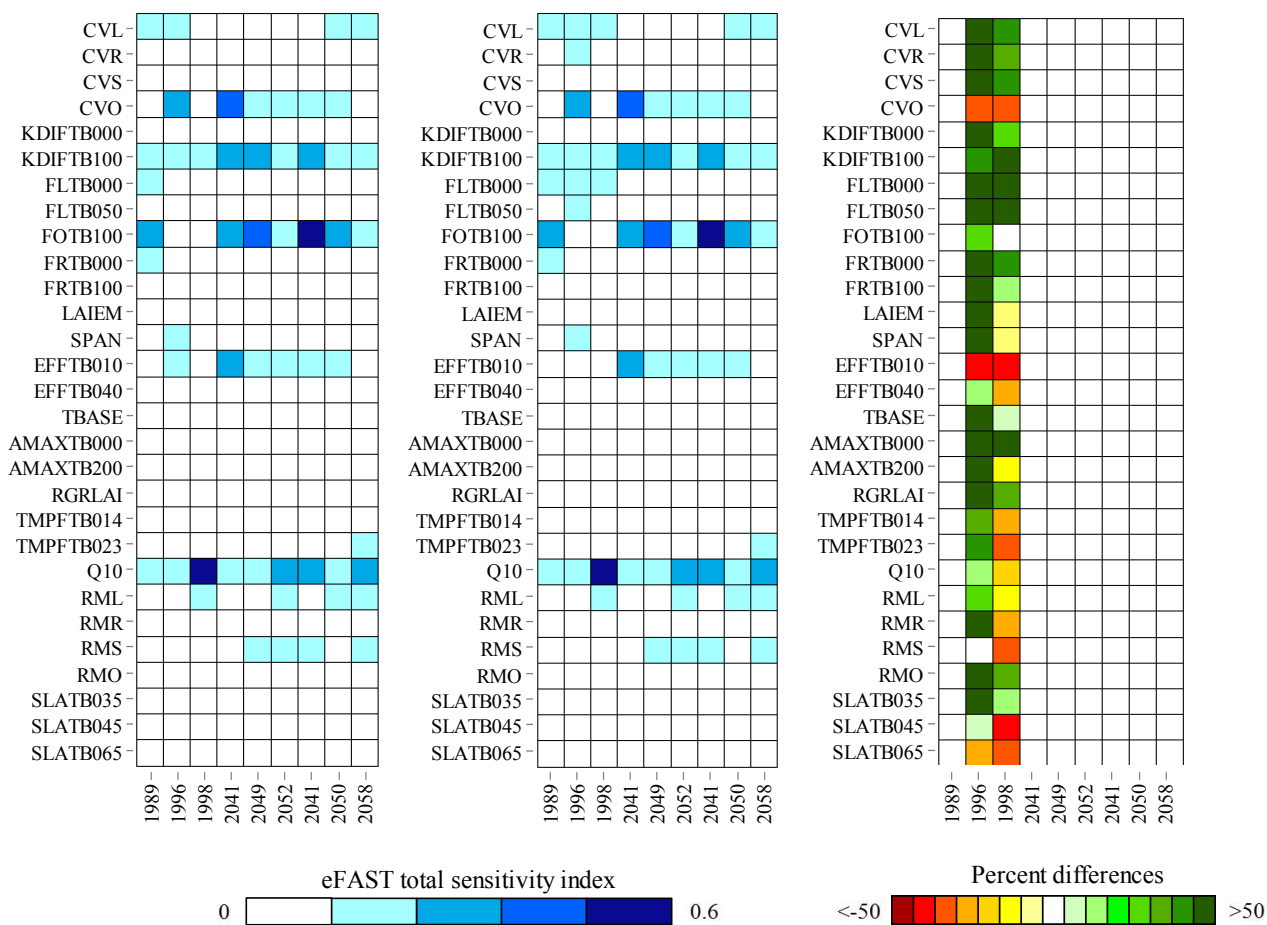 CVL
CVR
CVS
CVO
KDIFTB000
KDIFTB100
FLTB000
FLTB050
FOTB100
FRTB000
FRTB100
LAIEM
SPAN
EFFTB010
EFFTB040
TBASE
AMAXTB000
AMAXTB200
RGRLAI
TMPFTB014
TMPFTB023
Q10
RML
RMR
RMS
RMO
SLATB035
SLATB045
SLATB065
1989
1996
1998
2041
2049
2052
2041
2050
2058
CVL
CVR
CVS
CVO
KDIFTB000
KDIFTB100
FLTB000
FLTB050
FOTB100
FRTB000
FRTB100
LAIEM
SPAN
EFFTB010
EFFTB040
TBASE
AMAXTB000
AMAXTB200
RGRLAI
TMPFTB014
TMPFTB023
Q10
RML
RMR
RMS
RMO
SLATB035
SLATB045
SLATB065
1989
1996
1998
2041
2049
2052
2041
2050
2058
CVL
CVR
CVS
CVO
KDIFTB000
KDIFTB100
FLTB000
FLTB050
FOTB100
FRTB000
FRTB100
LAIEM
SPAN
EFFTB010
EFFTB040
TBASE
AMAXTB000
AMAXTB200
RGRLAI
TMPFTB014
TMPFTB023
Q10
RML
RMR
RMS
RMO
SLATB035
SLATB045
SLATB065
1989
1996
1998
2041
2049
2052
2041
2050
2058
eFAST total sensitivity index
0 0.6
Percent differences
<-50 >50